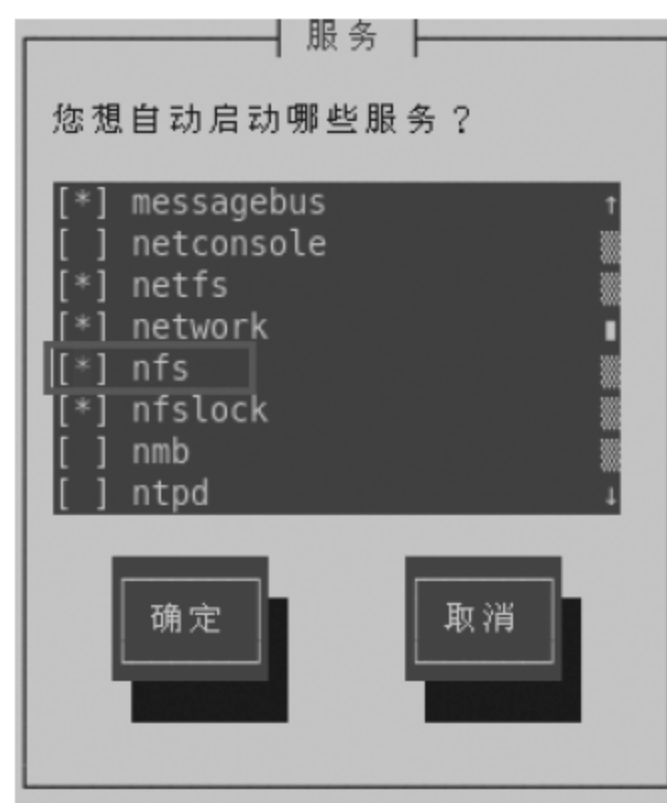 服务
您想自动启动哪些服务？
[*] messagebus ↑
[ ] netconsole
[*] netfs
[*] network
[*] nfs
[*] nfslock
[ ] nmb
[ ] ntpd ↓
确定 取消